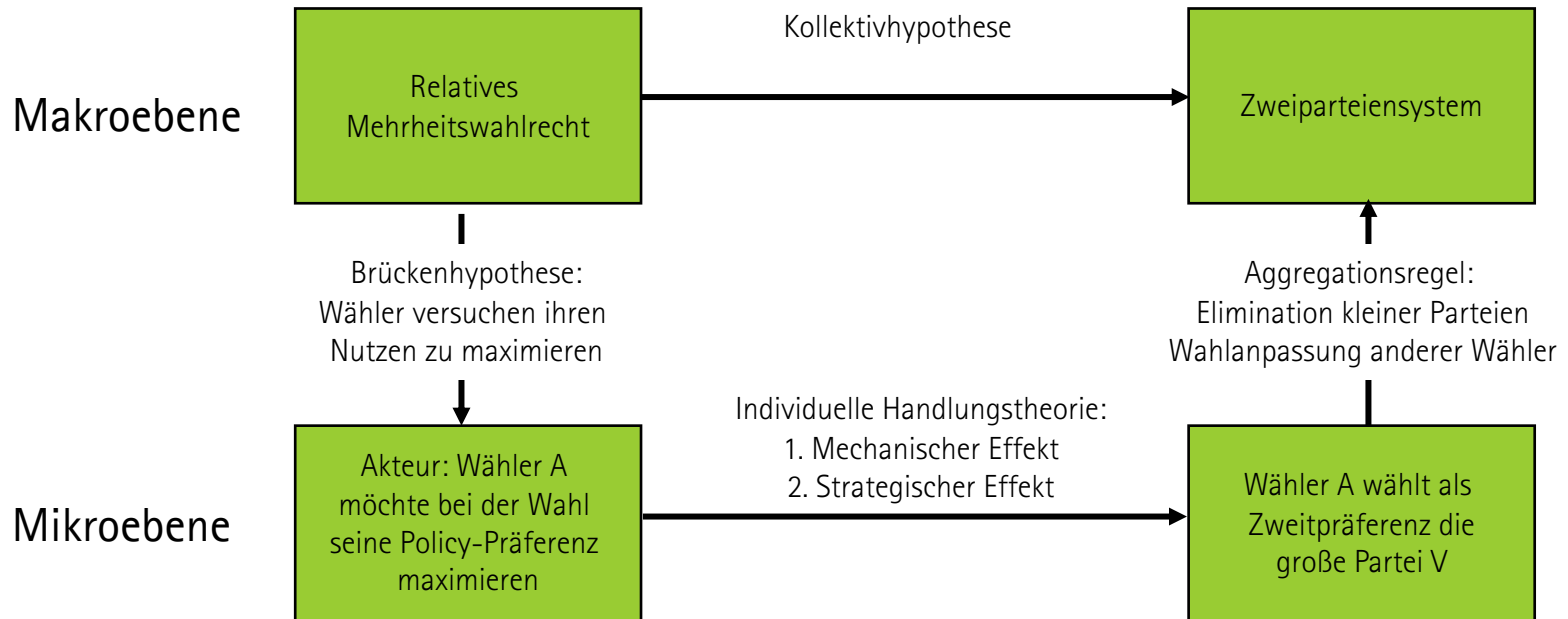 Kollektivhypothese
Makroebene
Relatives
Mehrheitswahlrecht
Zweiparteiensystem
Brückenhypothese:
Wähler versuchen ihren
Nutzen zu maximieren
Aggregationsregel:
Elimination kleiner Parteien
Wahlanpassung anderer Wähler
Mikroebene
Akteur: Wähler A
möchte bei der Wahl
seine Policy-Präferenz
maximieren
Individuelle Handlungstheorie:
1. Mechanischer Effekt
2. Strategischer Effekt
Wähler A wählt als
Zweitpräferenz die
große Partei V